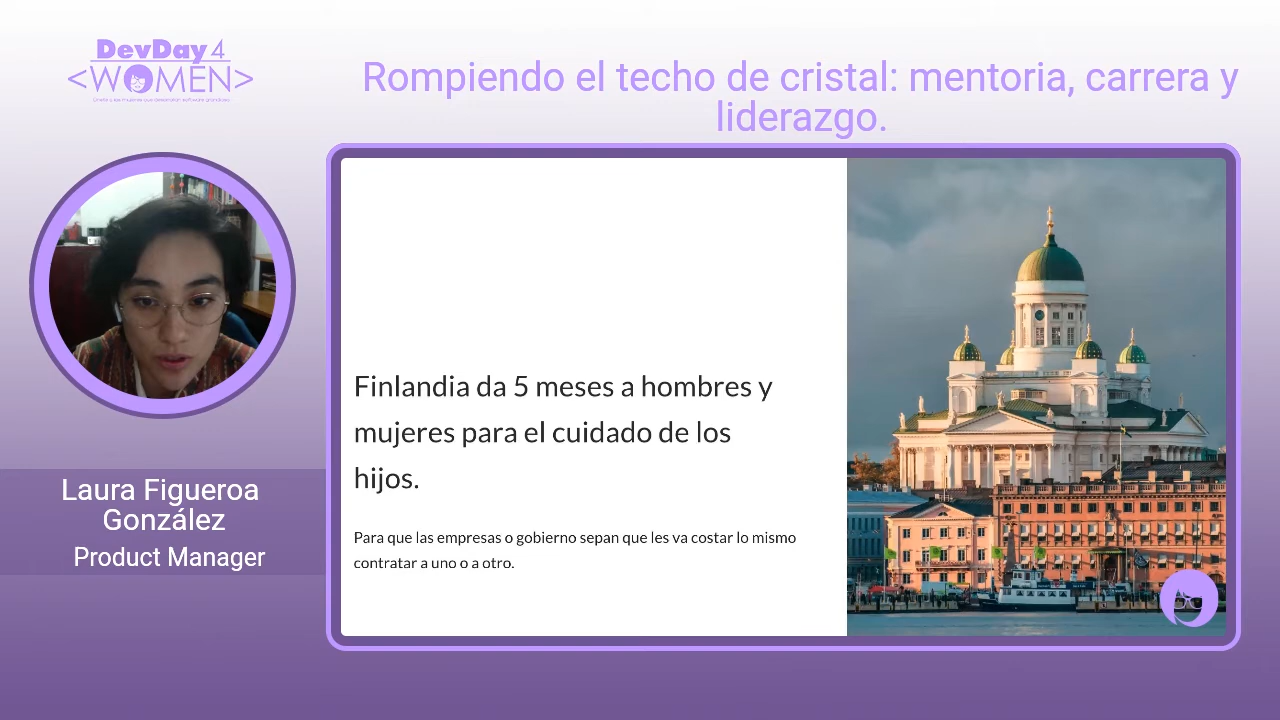 DevDay4
<WOMEN>
Rompiendo el techo de cristal: mentoria, carrera y
liderazgo.
Finlandia da 5 meses a hombres y
mujeres para el cuidado de los
hijos.
Para que las empresas o gobierno sepan que les va costar lo mismo
contratar a uno o a otro.
Laura Figueroa
González
Product Manager